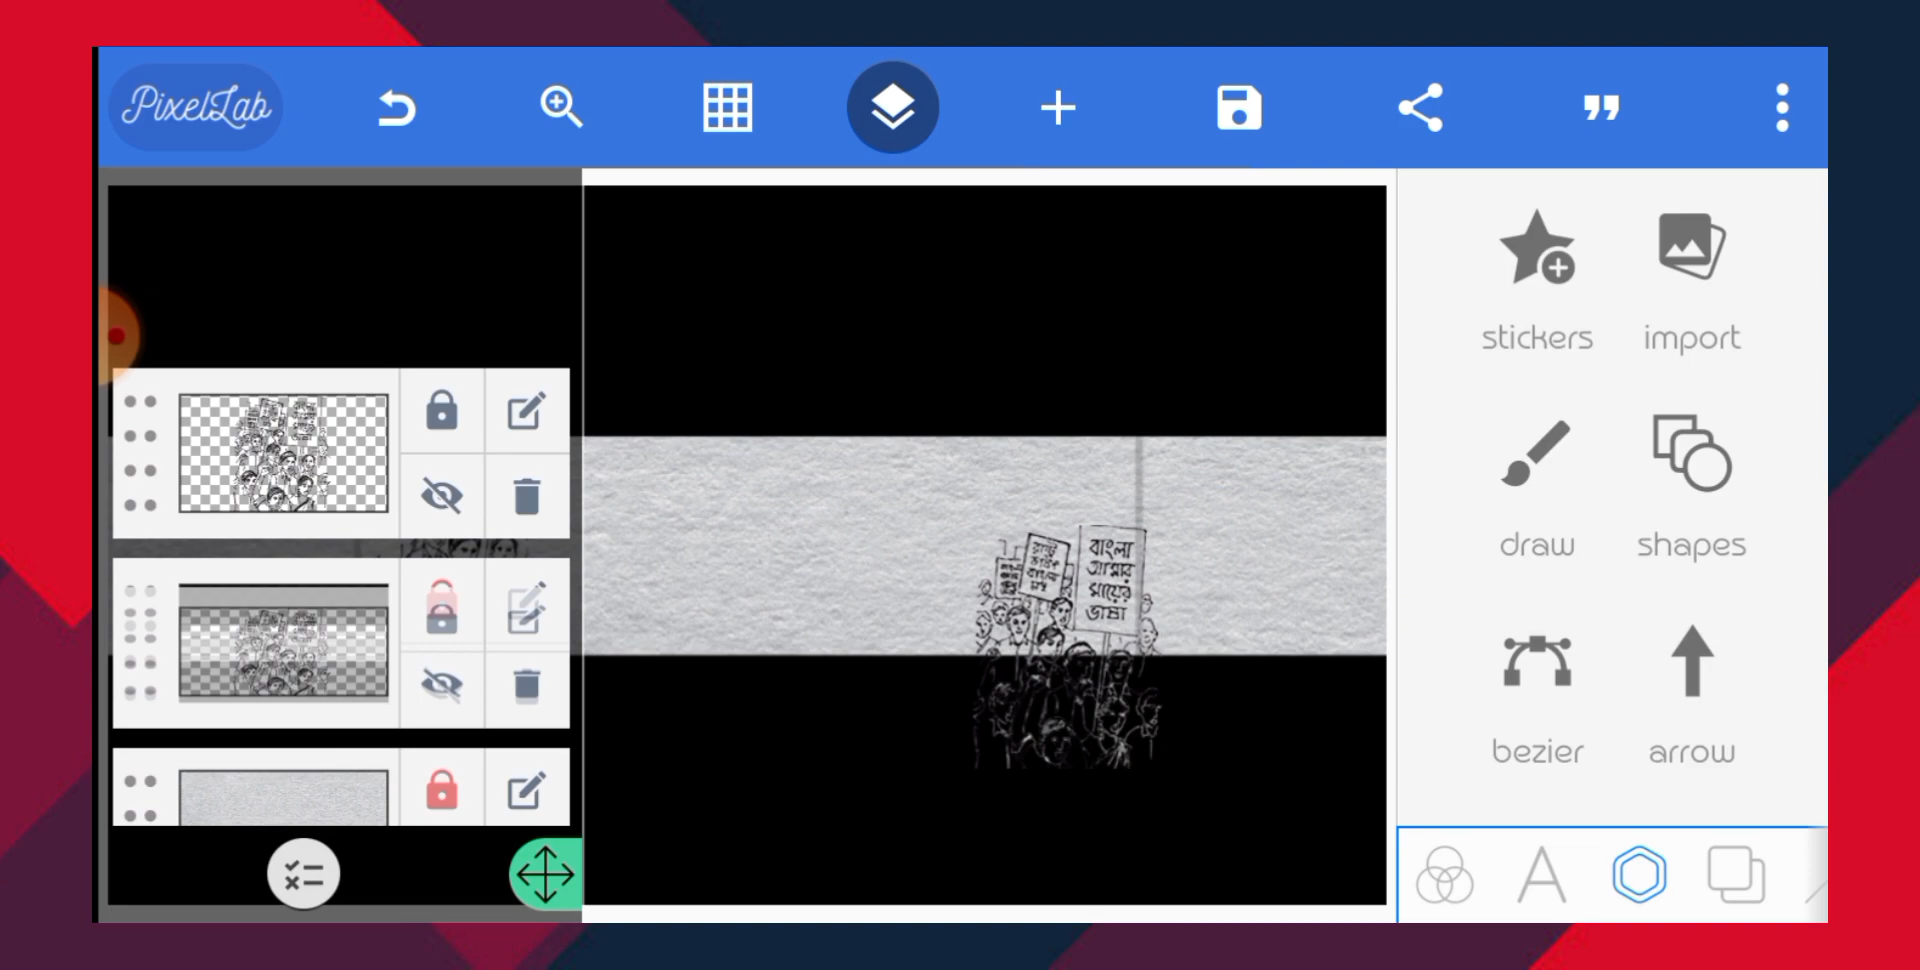 PixelLab
stickers
import
draw
shapes
bezier
arrow
বাংলা
আমার
মায়ের
ভাষা